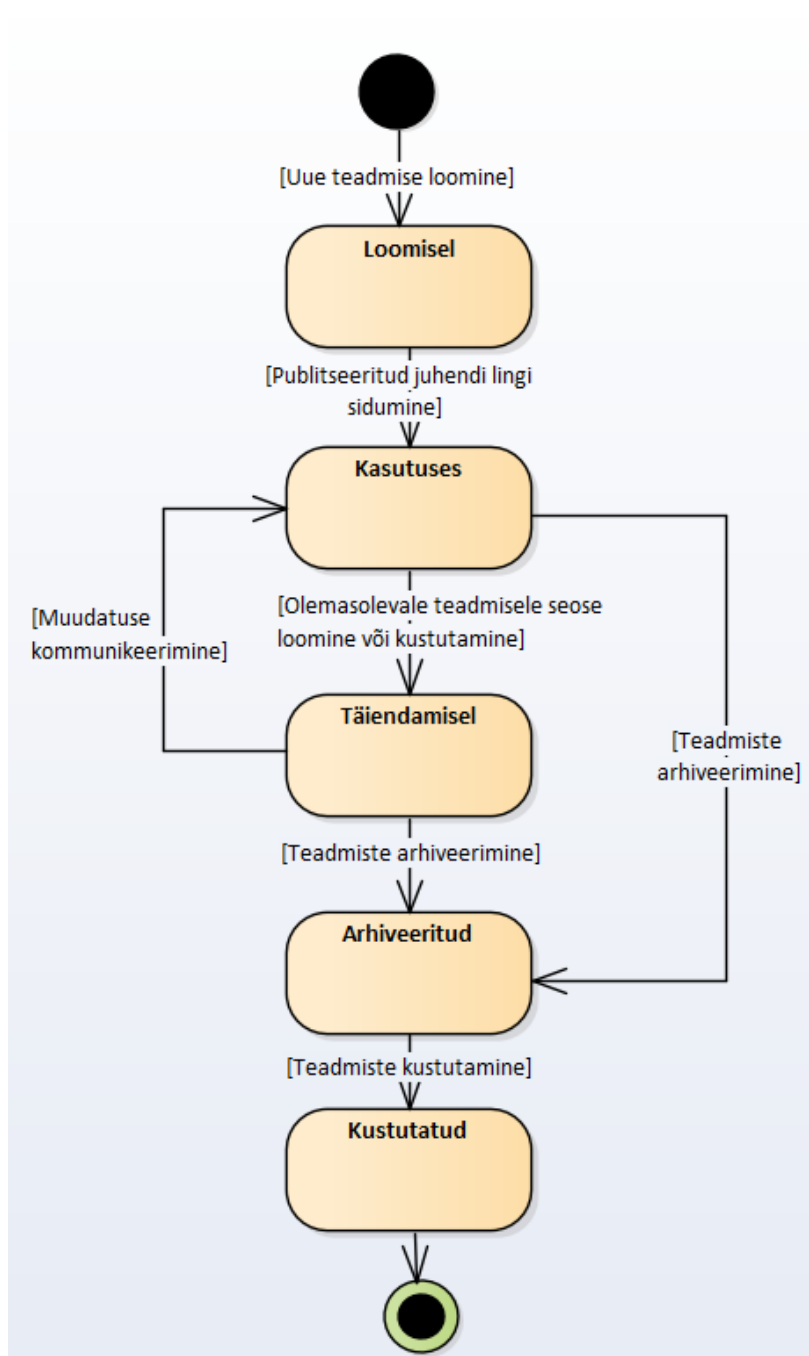 [Uue teadmise loomine]
Loomisel
[Publitseeritud juhendi lingi
sidumine]
Kasutuses
[Olemasolevale teadmisele seose
loomine või kustutamine]
[Muudatuse
kommunikeerimine]
Täiendamisel
[Teadmiste
arhiveerimine]
[Teadmiste arhiveerimine]
Arhiveeritud
[Teadmiste kustutamine]
Kustutatud